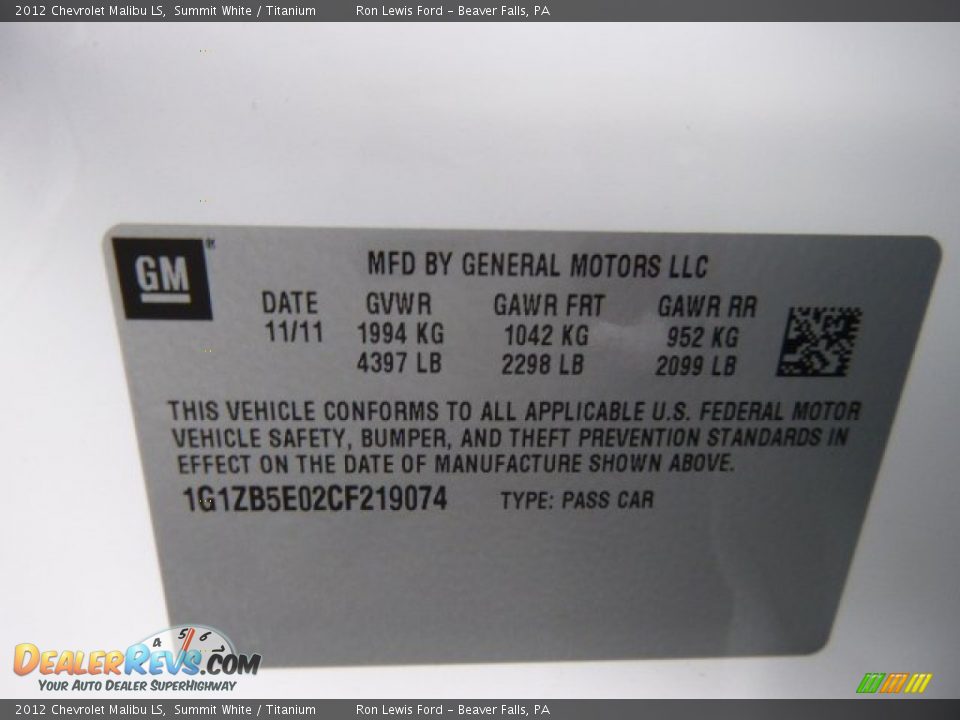 2012 Chevrolet Malibu LS, Summit White / Titanium Ron Lewis Ford - Beaver Falls, PA
GM®
MFD BY GENERAL MOTORS LLC
DATE GVWR GAWR FRT GAWR RR
11/11 1994 KG 1042 KG 952 KG
4397 LB 2298 LB 2099 LB
THIS VEHICLE CONFORMS TO ALL APPLICABLE U.S. FEDERAL MOTOR
VEHICLE SAFETY, BUMPER, AND THEFT PREVENTION STANDARDS IN
EFFECT ON THE DATE OF MANUFACTURE SHOWN ABOVE.
1G1ZB5E02CF219074 TYPE: PASS CAR
4 5 6 7
DEALERREVS.COM
YOUR AUTO DEALER SUPERHIGHWAY
2012 Chevrolet Malibu LS, Summit White / Titanium Ron Lewis Ford - Beaver Falls, PA